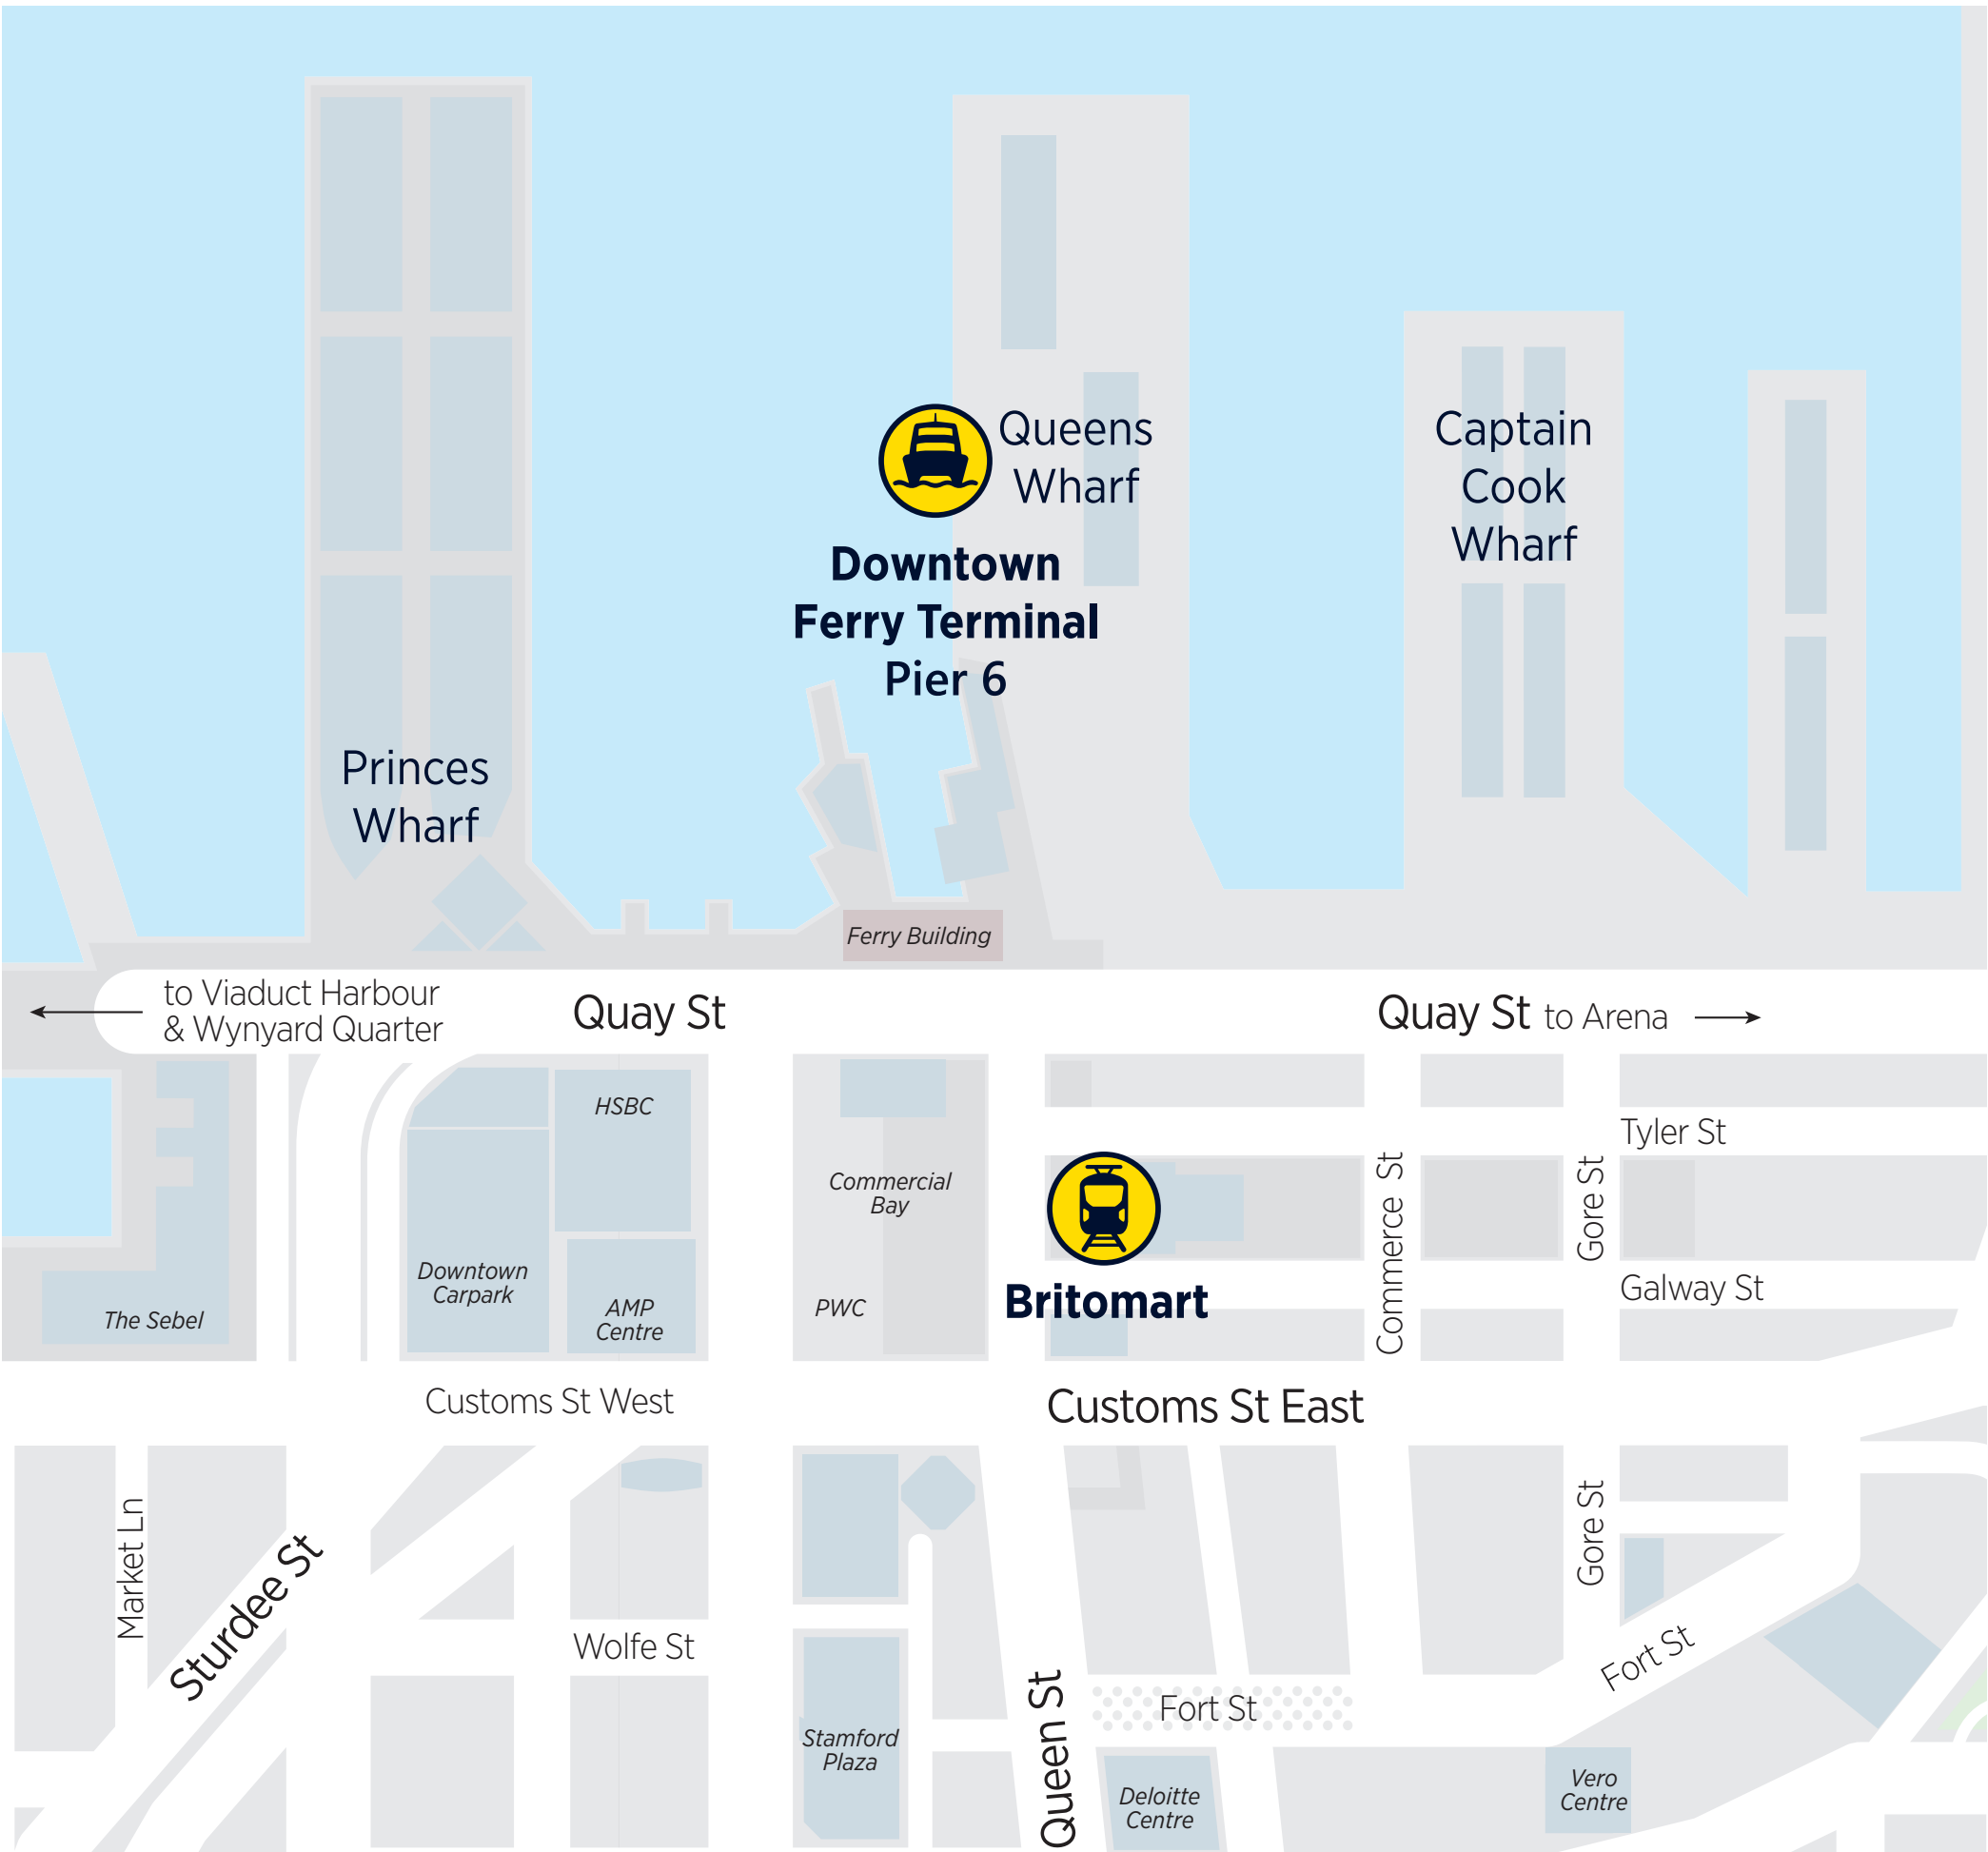 Queens
Wharf
Captain
Cook
Wharf
Downtown
Ferry Terminal
Pier 6
Princes
Wharf
Ferry Building
to Viaduct Harbour
& Wynyard Quarter
Quay St
Quay St to Arena
HSBC
Tyler St
Commercial
Bay
Commerce St
Gore St
Downtown
Carpark
Galway St
The Sebel
AMP
Centre
PWC
Britomart
Customs St West
Customs St East
Market Ln
Sturdee St
Gore St
Wolfe St
Fort St
Fort St
Queen St
Stamford
Plaza
Deloitte
Centre
Vero
Centre